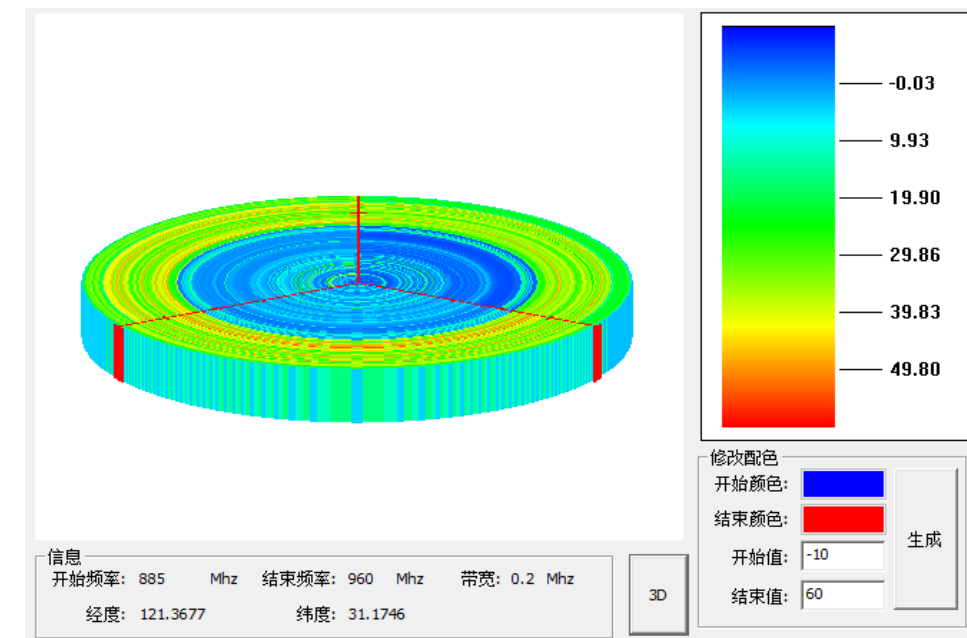 -0.03
9.93
19.90
29.86
39.83
49.80
修改配色
开始颜色:
结束颜色:
开始值: -10
结束值: 60
生成
信息
开始频率: 885 Mhz 结束频率: 960 Mhz 带宽: 0.2 Mhz
经度: 121.3677 纬度: 31.1746
3D